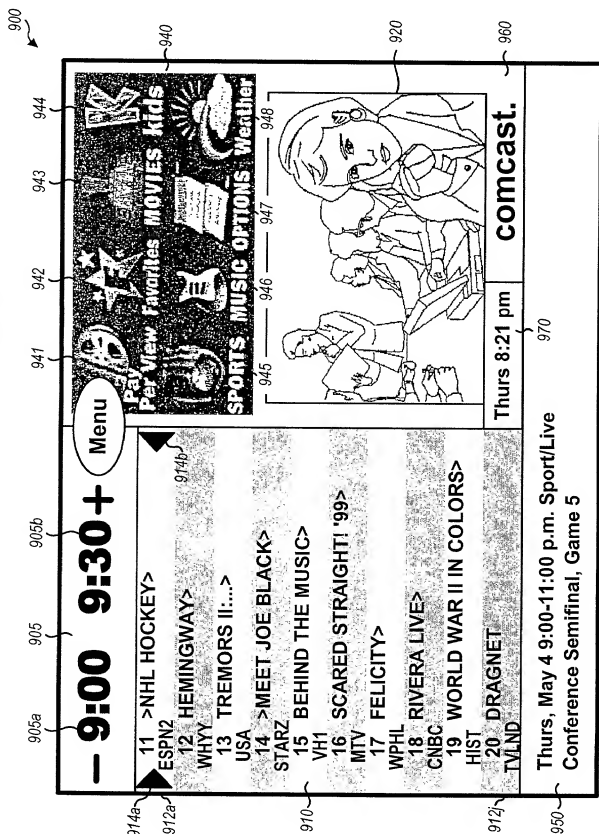 900
905a
905
905b
941
942
943
944
940
– 9:00 9:30+
Menu
Pay
Per View Favorites MOVIES kids
SPORTS MUSIC OPTIONS Weather
945
946
947
948
920
914a
912a
914b
11 >NHL HOCKEY>
ESPN2
12 HEMINGWAY>
WHYY
13 TREMORS II:...>
USA
14 >MEET JOE BLACK>
STARZ
15 BEHIND THE MUSIC>
VH1
16 SCARED STRAIGHT! '99>
MTV
17 FELICITY>
WPHL
18 RIVERA LIVE>
CNBC
19 WORLD WAR II IN COLORS>
HIST
20 DRAGNET
TVLND
910
912j
Thurs 8:21 pm
comcast.
970
960
Thurs, May 4 9:00-11:00 p.m. Sport/Live
Conference Semifinal, Game 5
950